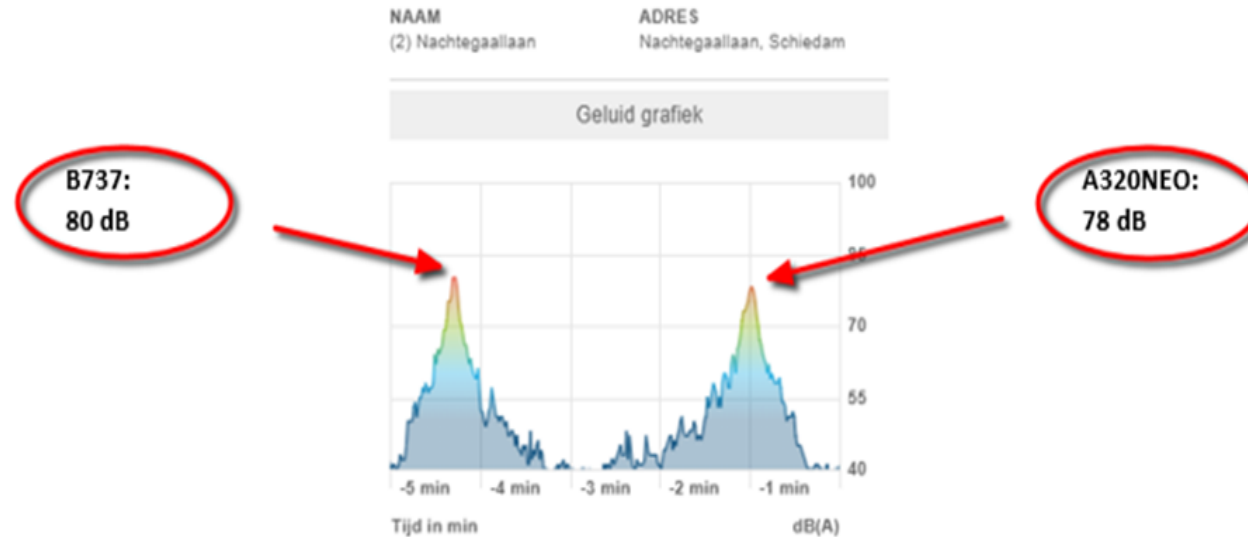 NAAM
(2) Nachtegaallaan
ADRES
Nachtegaallaan, Schiedam
Geluid grafiek
B737:
80 dB
A320NEO:
78 dB
100
85
70
55
40
-5 min
-4 min
-3 min
-2 min
-1 min
Tijd in min
dB(A)